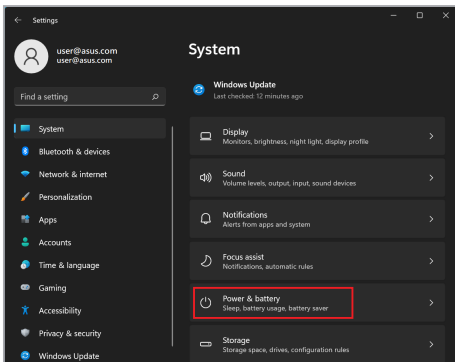 Settings
user@asus.com
user@asus.com
Find a setting
System
Bluetooth & devices
Network & internet
Personalization
Apps
Accounts
Time & language
Gaming
Accessibility
Privacy & security
Windows Update
System
Windows Update
Last checked: 12 minutes ago
Display
Monitors, brightness, night light, display profile
Sound
Volume levels, output, input, sound devices
Notifications
Alerts from apps and system
Focus assist
Notifications, automatic rules
Power & battery
Sleep, battery usage, battery saver
Storage
Storage space, drives, configuration rules